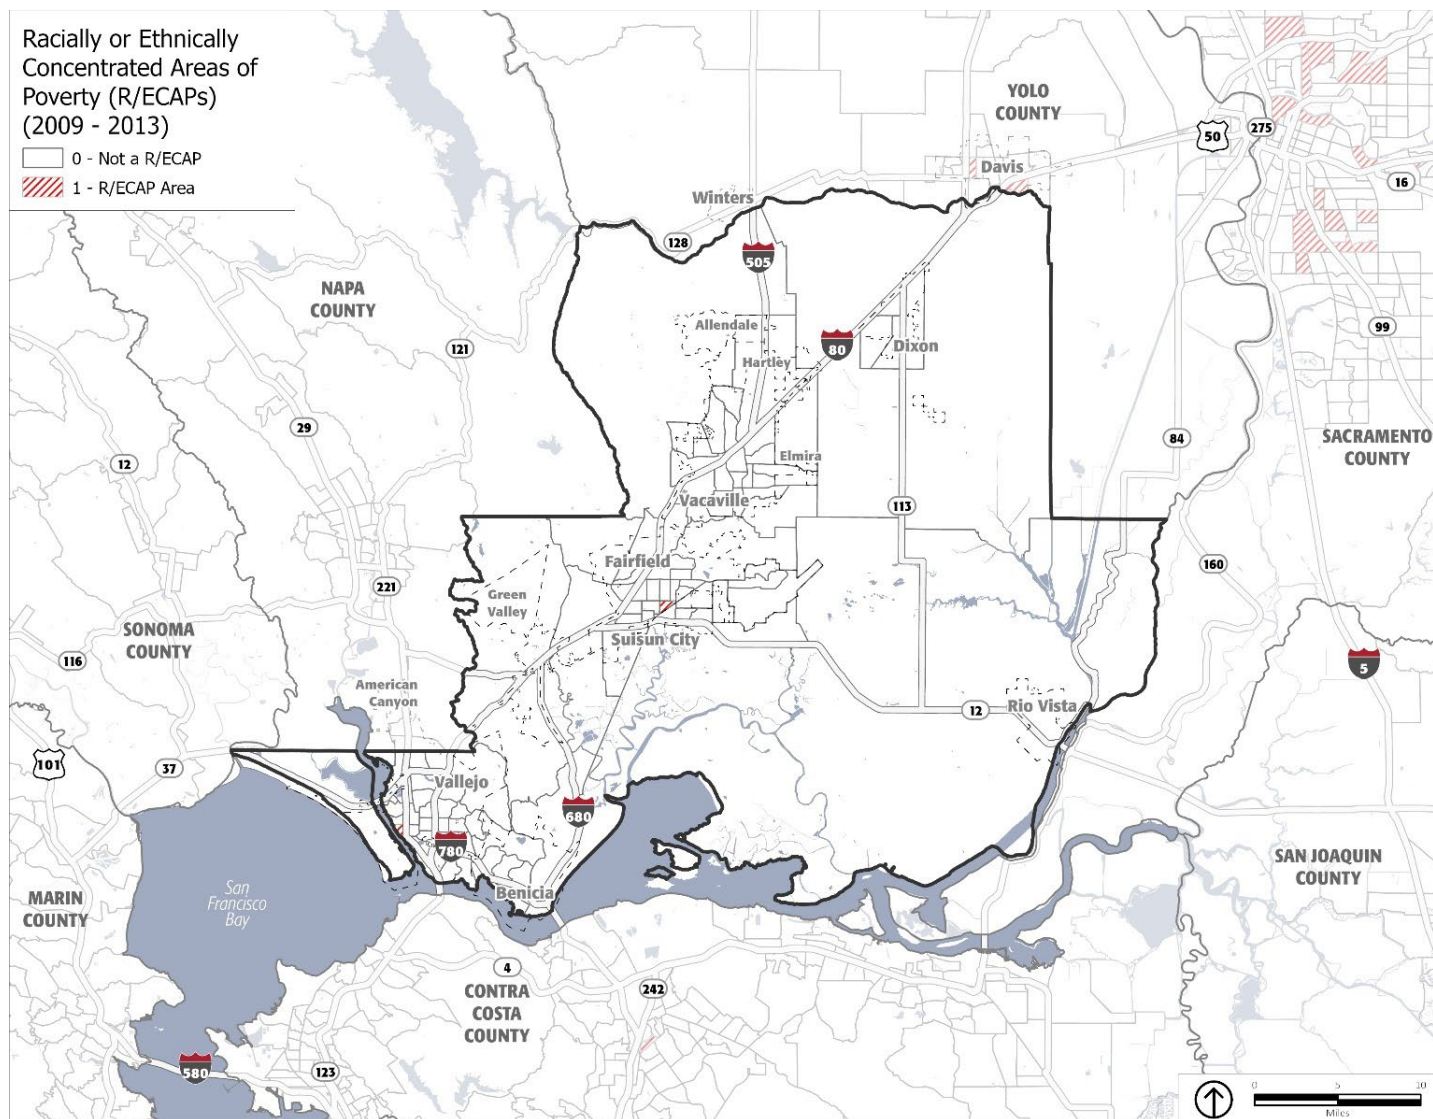 Racially or Ethnically
Concentrated Areas of
Poverty (R/ECAPs)
(2009 - 2013)
0 - Not a R/ECAP
1 - R/ECAP Area
YOLO
COUNTY
50
275
Davis
16
Winters
128
505
NAPA
COUNTY
Allendale
99
121
80
Dixon
Hartley
29
84
SACRAMENTO
COUNTY
12
Elmira
Vacaville
113
Fairfield
160
221
Green
Valley
SONOMA
COUNTY
Suisun City
116
5
American
Canyon
Rio Vista
12
101
37
Vallejo
680
780
SAN JOAQUIN
COUNTY
Benicia
MARIN
COUNTY
San
Francisco
Bay
4
CONTRA
COSTA
COUNTY
242
580
123
0
5
10
Miles